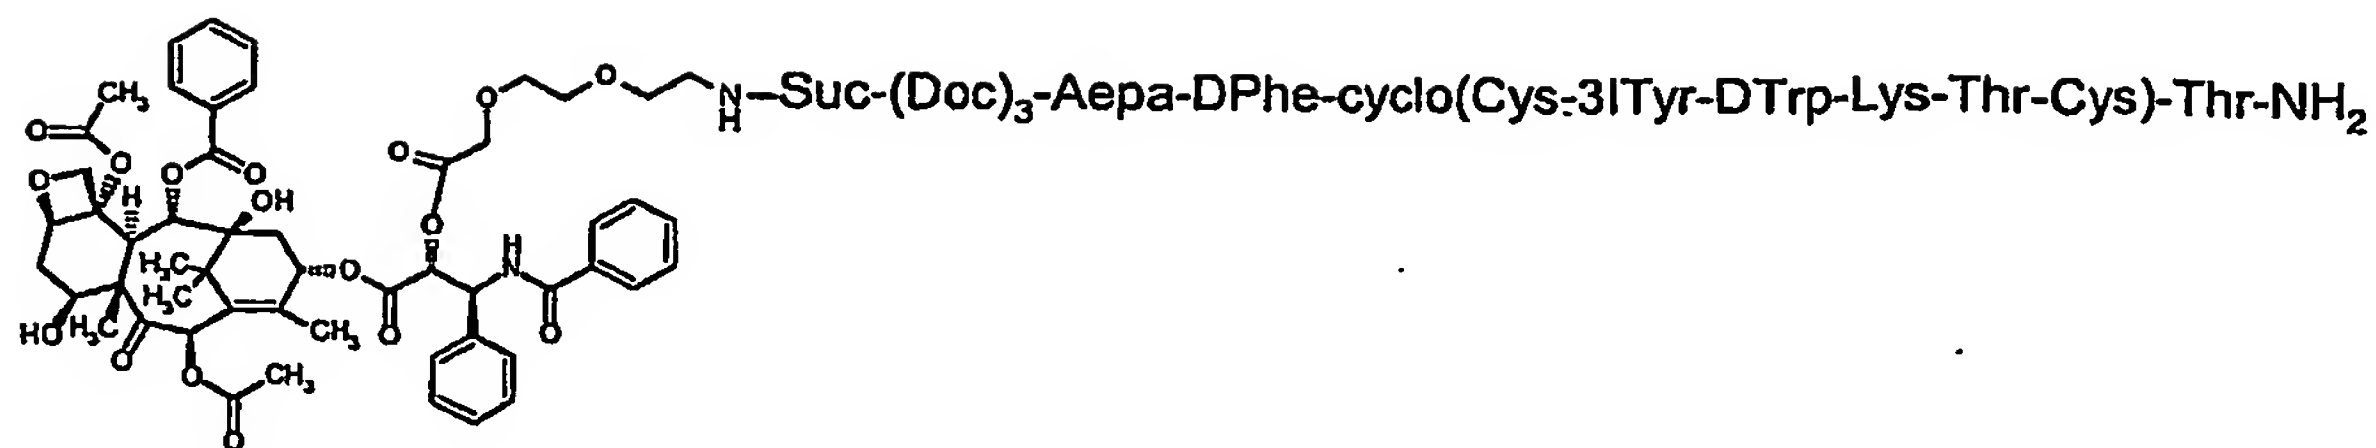 O O N H –Suc-(Doc)3-Aepa-DPhe-cyclo(Cys-3ITyr-DTrp-Lys-Thr-Cys)-Thr-NH2
O CH3 O O O O
O H OH O
H3C O H N
H3C O O
HO H3C O CH3
O CH3
O